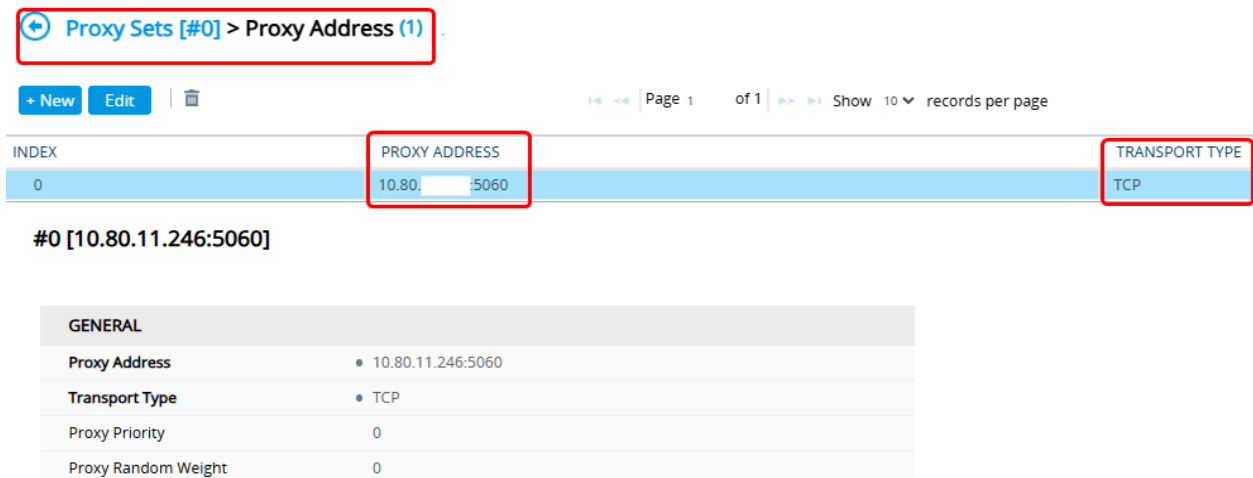 Proxy Sets [#0] > Proxy Address (1) .
+ New Edit Page 1 of 1 Show 10 records per page
INDEX PROXY ADDRESS TRANSPORT TYPE
0 10.80. :5060 TCP
#0 [10.80.11.246:5060]
GENERAL
Proxy Address 10.80.11.246:5060
Transport Type TCP
Proxy Priority 0
Proxy Random Weight 0